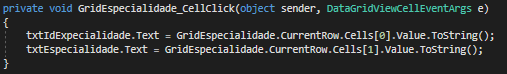 private void GridEspecialidade_CellClick(object sender, DataGridViewCellEventArgs e)
{
    txtIdExpecialidade.Text = GridEspecialidade.CurrentRow.Cells[0].Value.ToString();
    txtEspecialidade.Text = GridEspecialidade.CurrentRow.Cells[1].Value.ToString();
}